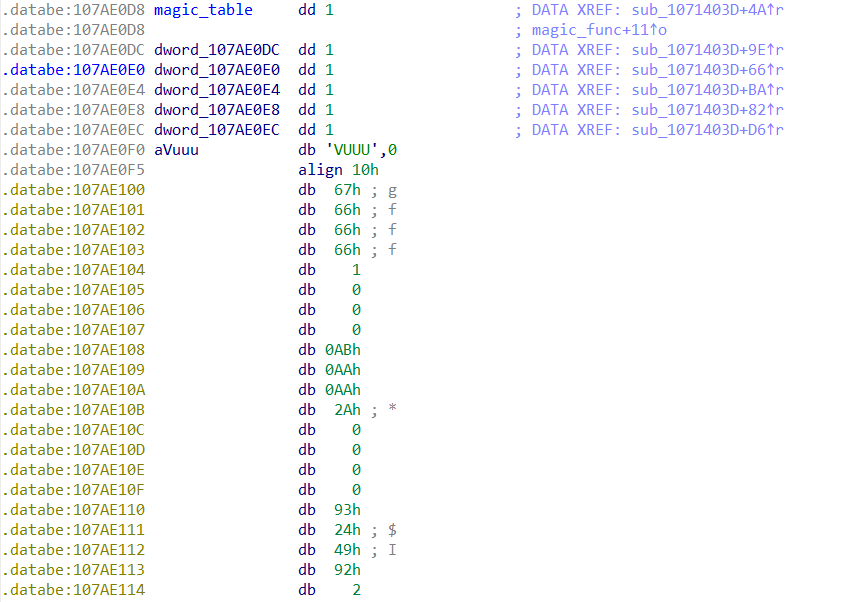 .databe:107AE0D8 magic_table dd 1 ; DATA XREF: sub_1071403D+4A↑r
.databe:107AE0D8 ; magic_func+11↑o
.databe:107AE0DC dword_107AE0DC dd 1 ; DATA XREF: sub_1071403D+9E↑r
.databe:107AE0E0 dword_107AE0E0 dd 1 ; DATA XREF: sub_1071403D+66↑r
.databe:107AE0E4 dword_107AE0E4 dd 1 ; DATA XREF: sub_1071403D+BA↑r
.databe:107AE0E8 dword_107AE0E8 dd 1 ; DATA XREF: sub_1071403D+82↑r
.databe:107AE0EC dword_107AE0EC dd 1 ; DATA XREF: sub_1071403D+D6↑r
.databe:107AE0F0 aVuuu db 'VUUU',0
.databe:107AE0F5 align 10h
.databe:107AE100 db 67h ; g
.databe:107AE101 db 66h ; f
.databe:107AE102 db 66h ; f
.databe:107AE103 db 66h ; f
.databe:107AE104 db 1
.databe:107AE105 db 0
.databe:107AE106 db 0
.databe:107AE107 db 0
.databe:107AE108 db 0ABh
.databe:107AE109 db 0AAh
.databe:107AE10A db 0AAh
.databe:107AE10B db 2Ah ; *
.databe:107AE10C db 0
.databe:107AE10D db 0
.databe:107AE10E db 0
.databe:107AE10F db 0
.databe:107AE110 db 93h
.databe:107AE111 db 24h ; $
.databe:107AE112 db 49h ; I
.databe:107AE113 db 92h
.databe:107AE114 db 2